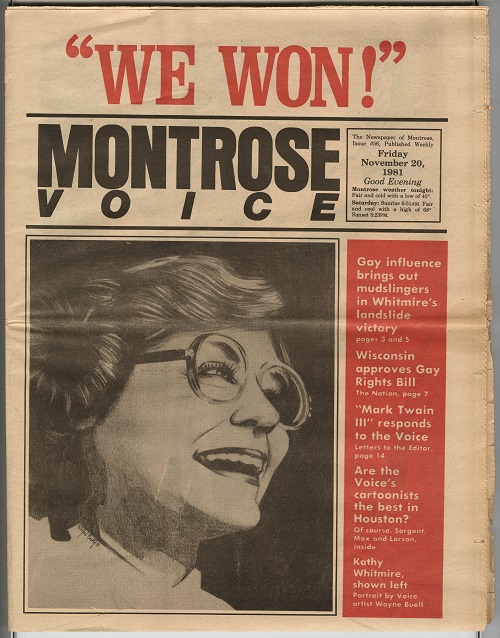 “WE WON!”
MONTROSE
VOICE
The Newspaper of Montrose,
Issue #56, Published Weekly
Friday
November 20,
1981
Good Evening
Montrose weather tonight:
Fair and cold with a low of 40°.
Saturday: Sunrise 6:51AM. Fair
and cool with a high of 68°
Sunset 5:23PM.
Gay influence
brings out
mudslingers
in Whitmire's
landslide
victory
pages 3 and 5
Wisconsin
approves Gay
Rights Bill
The Nation, page 7
"Mark Twain
III" responds
to the Voice
Letters to the Editor,
page 14
Are the
Voice's
cartoonists
the best in
Houston?
Of course. Sargent,
Max and Larson,
inside
Kathy
Whitmire,
shown left
Portrait by Voice
artist Wayne Buell